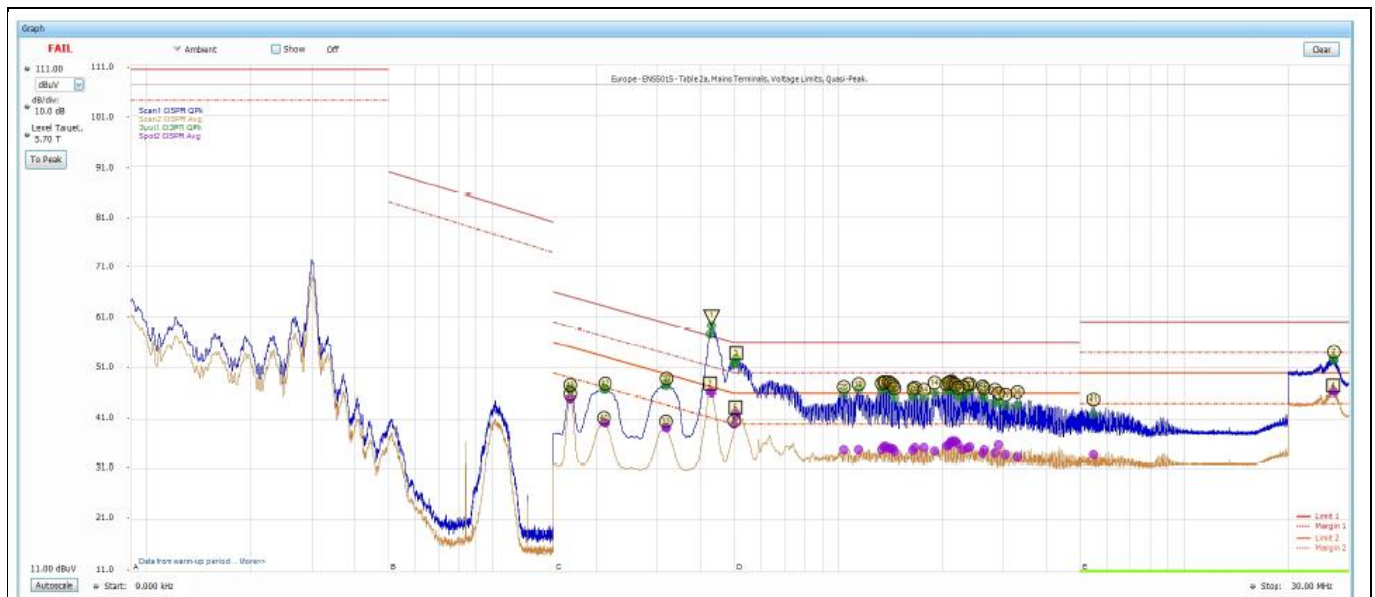 Graph
FAIL
Ambient
Show
Off
Clear
111.00
dBuV
dB/div:
10.0 dB
5.70 T
To Peak
111.0
101.0
91.0
81.0
71.0
61.0
51.0
41.0
31.0
21.0
11.0
Europe - EN55015 - Table 2a, Mains Terminals, Voltage Limits, Quasi-Peak.
Scan1 CISPR QPk
Scan2 CISPR Avg
Spot1 CISPR QPk
Spot2 CISPR Avg
1
2
Limit 1
Margin 1
Limit 2
Margin 2
Data from warm-up period... More>>
A
B
C
D
E
11.00 dBuV
Autoscale
Start: 9.000 kHz
Stop: 30.00 MHz